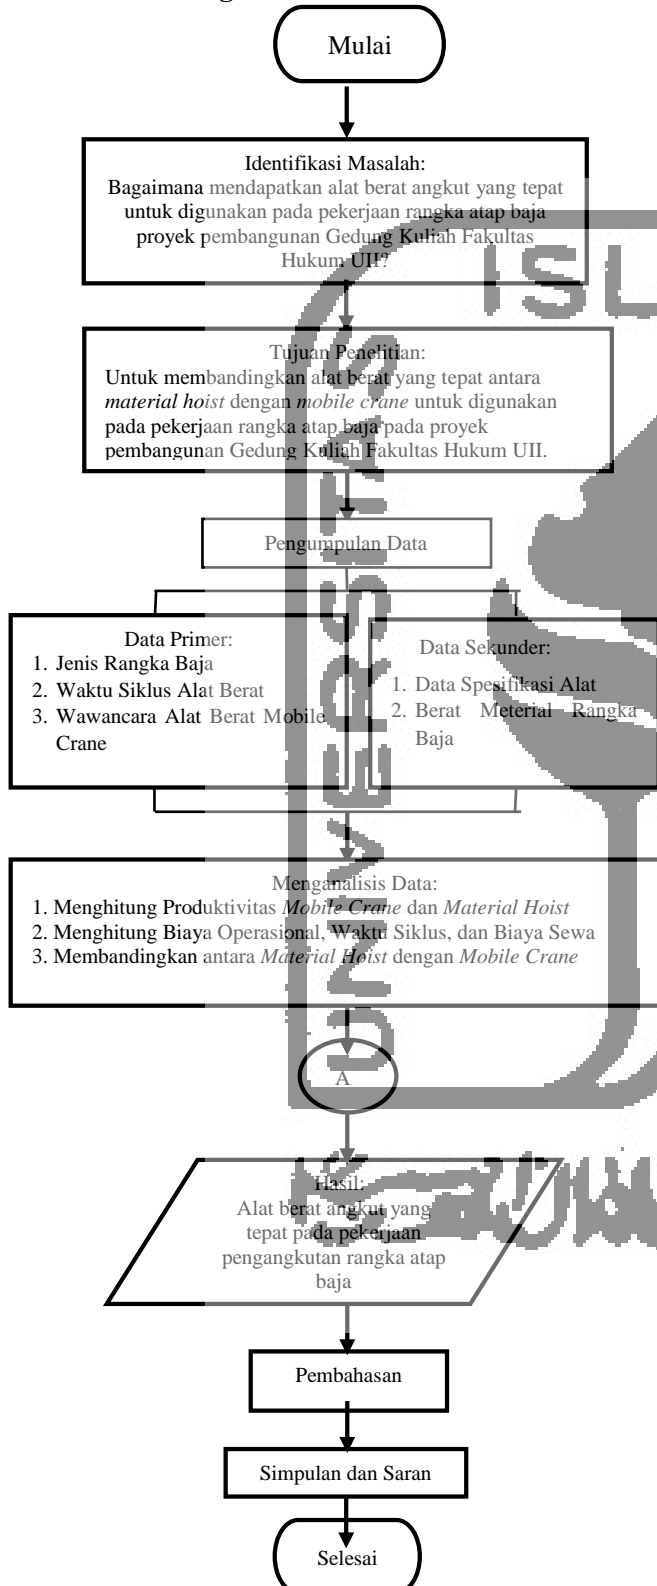 Mulai
Identifikasi Masalah:
Bagaimana mendapatkan alat berat angkut yang tepat
untuk digunakan pada pekerjaan rangka atap baja
proyek pembangunan Gedung Kuliah Fakultas
Hukum UII?
ISL
Tujuan Penelitian:
Untuk membandingkan alat berat yang tepat antara
material hoist dengan mobile crane untuk digunakan
pada pekerjaan rangka atap baja pada proyek
pembangunan Gedung Kuliah Fakultas Hukum UII.
Pengumpulan Data
Data Primer:
1. Jenis Rangka Baja
2. Waktu Siklus Alat Berat
3. Wawancara Alat Berat Mobile
Crane
Data Sekunder:
1. Data Spesifikasi Alat
2. Berat Meterial Rangka
Baja
UNIVERSITAS
Menganalisis Data:
1. Menghitung Produktivitas Mobile Crane dan Material Hoist
2. Menghitung Biaya Operasional, Waktu Siklus, dan Biaya Sewa
3. Membandingkan antara Material Hoist dengan Mobile Crane
A
Hasil:
Alat berat angkut yang
tepat pada pekerjaan
pengangkutan rangka atap
baja
Pembahasan
Simpulan dan Saran
Selesai